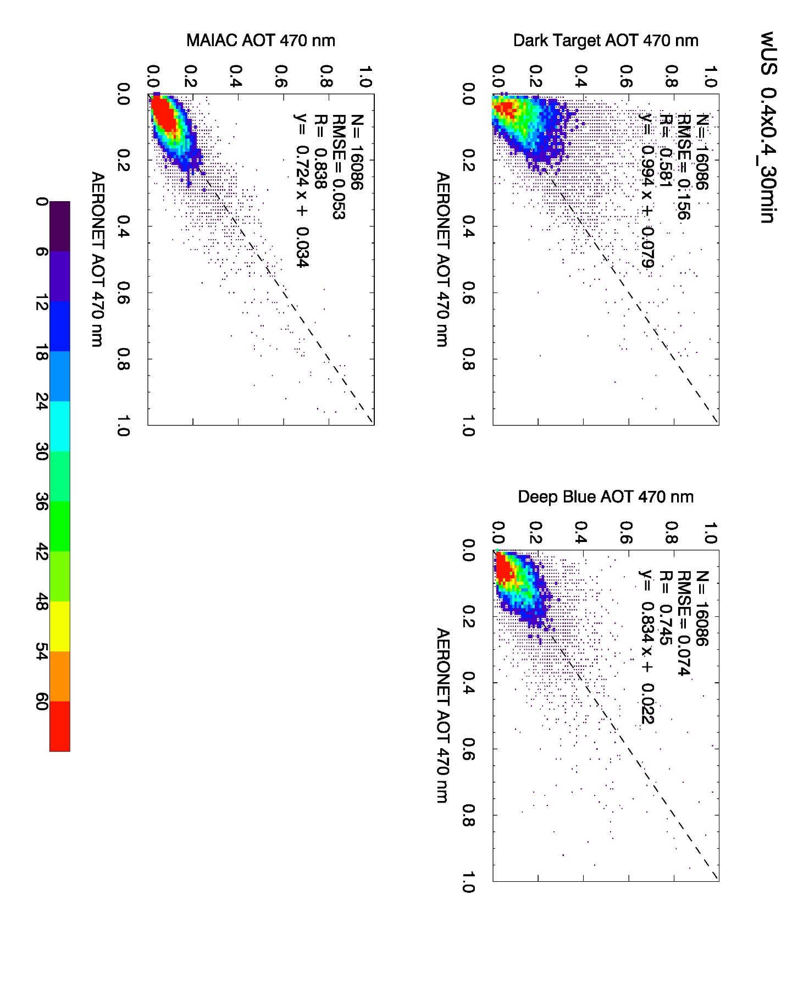 wUS 0.4x0.4_30min
Dark Target AOT 470 nm
1.0
0.8
0.6
0.4
0.2
0.0
N= 16086
RMSE= 0.156
R= 0.581
y= 0.994 x + 0.079
0.0 0.2 0.4 0.6 0.8 1.0
AERONET AOT 470 nm
Deep Blue AOT 470 nm
1.0
0.8
0.6
0.4
0.2
0.0
N= 16086
RMSE= 0.074
R= 0.745
y= 0.834 x + 0.022
0.0 0.2 0.4 0.6 0.8 1.0
AERONET AOT 470 nm
MAIAC AOT 470 nm
1.0
0.8
0.6
0.4
0.2
0.0
N= 16086
RMSE= 0.053
R= 0.838
y= 0.724 x + 0.034
0.0 0.2 0.4 0.6 0.8 1.0
AERONET AOT 470 nm
0 6 12 18 24 30 36 42 48 54 60